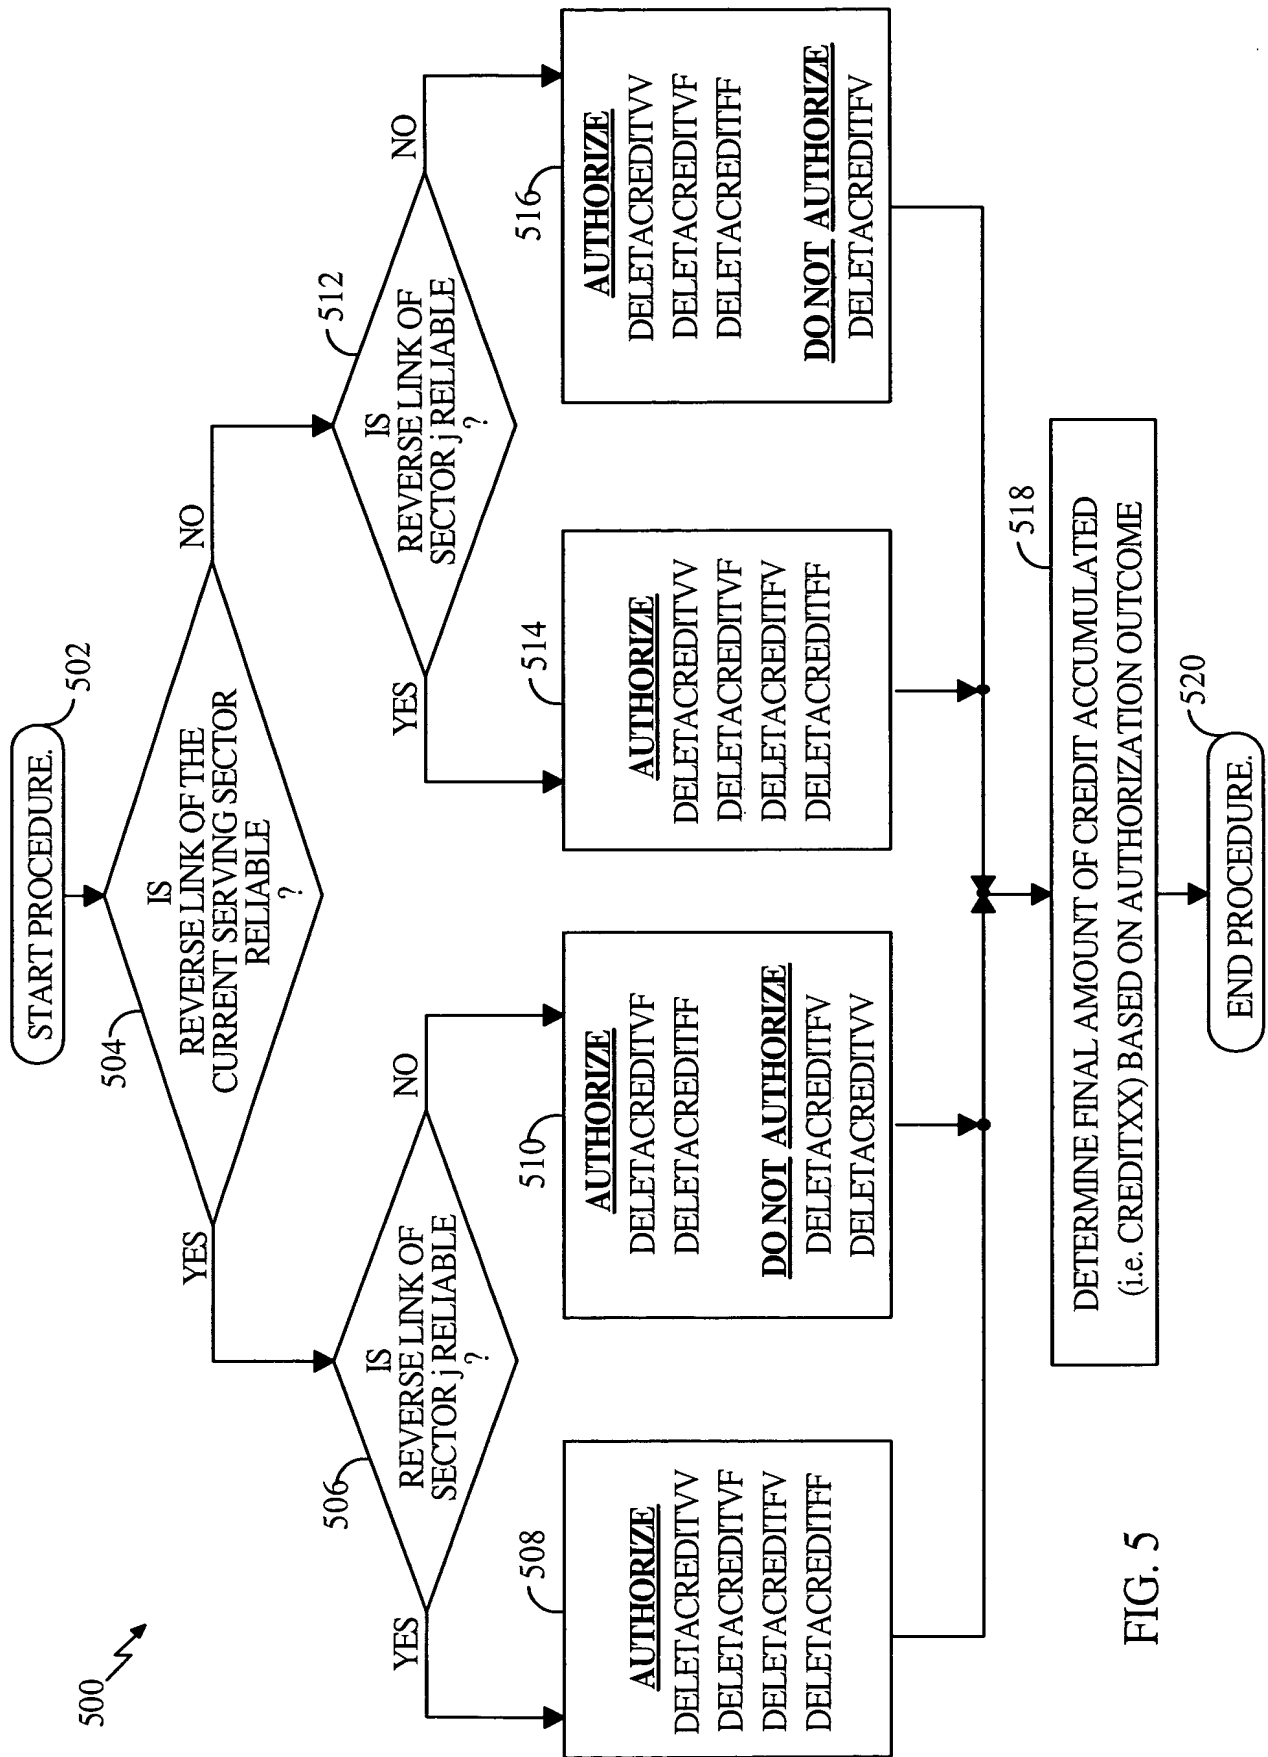 500
START PROCEDURE.
502
504
IS
REVERSE LINK OF THE
CURRENT SERVING SECTOR
RELIABLE
?
YES
NO
506
IS
REVERSE LINK OF
SECTOR j RELIABLE
?
YES
NO
512
IS
REVERSE LINK OF
SECTOR j RELIABLE
?
YES
NO
508
AUTHORIZE
DELETACREDITVV
DELETACREDITVF
DELETACREDITFV
DELETACREDITFF
510
AUTHORIZE
DELETACREDITVF
DELETACREDITFF
DO NOT AUTHORIZE
DELETACREDITFV
DELETACREDITVV
514
AUTHORIZE
DELETACREDITVV
DELETACREDITVF
DELETACREDITFV
DELETACREDITFF
516
AUTHORIZE
DELETACREDITVV
DELETACREDITVF
DELETACREDITFF
DO NOT AUTHORIZE
DELETACREDITFV
518
DETERMINE FINAL AMOUNT OF CREDIT ACCUMULATED
(i.e. CREDITXX) BASED ON AUTHORIZATION OUTCOME
520
END PROCEDURE.
FIG. 5